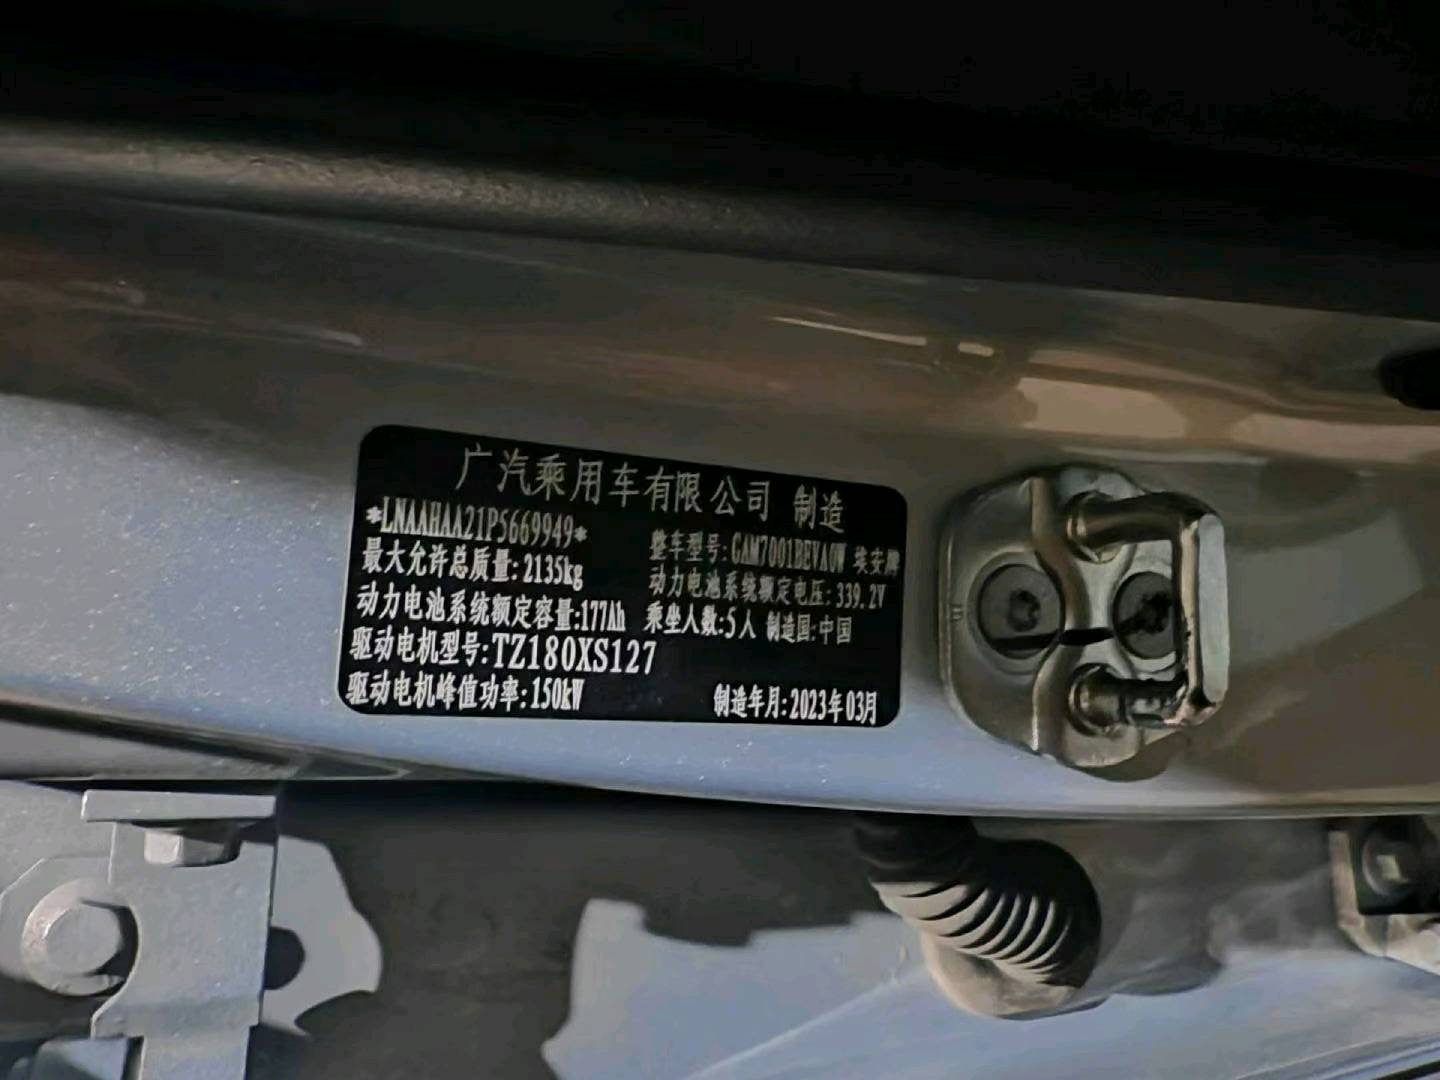 广汽乘用车有限公司 制造
*LNAAHAA21P5669949*
整车型号:GAM7001BEVA0W 埃安牌
最大允许总质量:2135kg
动力电池系统额定电压:339.2V
动力电池系统额定容量:177Ah
乘坐人数:5人 制造国:中国
驱动电机型号:TZ180XS127
驱动电机峰值功率:150kW
制造年月:2023年03月